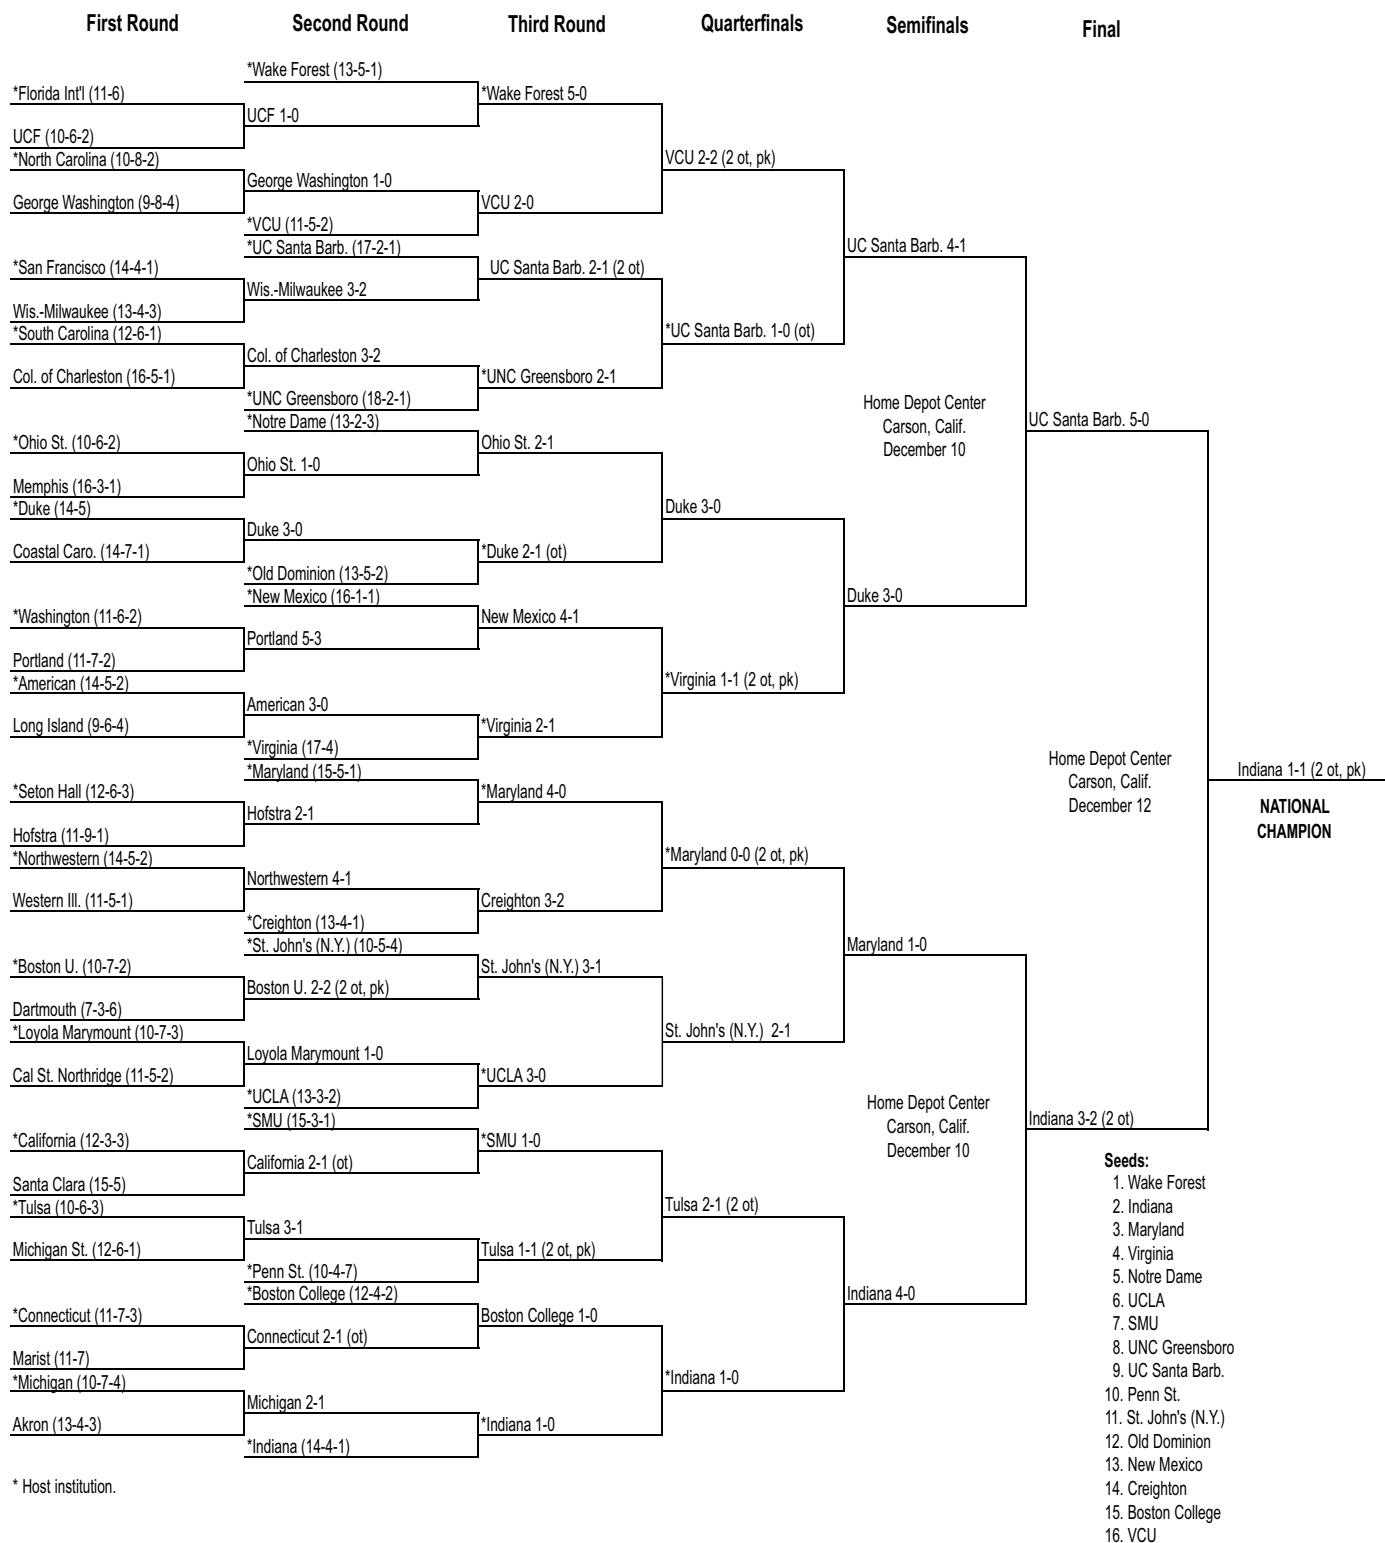 First Round
Second Round
Third Round
Quarterfinals
Semifinals
Final
*Florida Int'l (11-6)
UCF (10-6-2)
*North Carolina (10-8-2)
George Washington (9-8-4)
*San Francisco (14-4-1)
Wis.-Milwaukee (13-4-3)
*South Carolina (12-6-1)
Col. of Charleston (16-5-1)
*Ohio St. (10-6-2)
Memphis (16-3-1)
*Duke (14-5)
Coastal Caro. (14-7-1)
*Washington (11-6-2)
Portland (11-7-2)
*American (14-5-2)
Long Island (9-6-4)
*Seton Hall (12-6-3)
Hofstra (11-9-1)
*Northwestern (14-5-2)
Western Ill. (11-5-1)
*Boston U. (10-7-2)
Dartmouth (7-3-6)
*Loyola Marymount (10-7-3)
Cal St. Northridge (11-5-2)
*California (12-3-3)
Santa Clara (15-5)
*Tulsa (10-6-3)
Michigan St. (12-6-1)
*Connecticut (11-7-3)
Marist (11-7)
*Michigan (10-7-4)
Akron (13-4-3)
*Wake Forest (13-5-1)
UCF 1-0
George Washington 1-0
*VCU (11-5-2)
*UC Santa Barb. (17-2-1)
Wis.-Milwaukee 3-2
Col. of Charleston 3-2
*UNC Greensboro (18-2-1)
*Notre Dame (13-2-3)
Ohio St. 1-0
Duke 3-0
*Old Dominion (13-5-2)
*New Mexico (16-1-1)
Portland 5-3
American 3-0
*Virginia (17-4)
*Maryland (15-5-1)
Hofstra 2-1
Northwestern 4-1
*Creighton (13-4-1)
*St. John's (N.Y.) (10-5-4)
Boston U. 2-2 (2 ot, pk)
Loyola Marymount 1-0
*UCLA (13-3-2)
*SMU (15-3-1)
California 2-1 (ot)
Tulsa 3-1
*Penn St. (10-4-7)
*Boston College (12-4-2)
Connecticut 2-1 (ot)
Michigan 2-1
*Indiana (14-4-1)
*Wake Forest 5-0
VCU 2-0
UC Santa Barb. 2-1 (2 ot)
*UNC Greensboro 2-1
Ohio St. 2-1
*Duke 2-1 (ot)
New Mexico 4-1
*Virginia 2-1
*Maryland 4-0
Creighton 3-2
St. John's (N.Y.) 3-1
*UCLA 3-0
*SMU 1-0
Tulsa 1-1 (2 ot, pk)
Boston College 1-0
*Indiana 1-0
VCU 2-2 (2 ot, pk)
*UC Santa Barb. 1-0 (ot)
Duke 3-0
*Virginia 1-1 (2 ot, pk)
*Maryland 0-0 (2 ot, pk)
St. John's (N.Y.) 2-1
Tulsa 2-1 (2 ot)
*Indiana 1-0
UC Santa Barb. 4-1
Home Depot Center
Carson, Calif.
December 10
Duke 3-0
Maryland 1-0
Home Depot Center
Carson, Calif.
December 10
Indiana 4-0
UC Santa Barb. 5-0
Home Depot Center
Carson, Calif.
December 12
Indiana 3-2 (2 ot)
Indiana 1-1 (2 ot, pk)
NATIONAL
CHAMPION
Seeds:
1. Wake Forest
2. Indiana
3. Maryland
4. Virginia
5. Notre Dame
6. UCLA
7. SMU
8. UNC Greensboro
9. UC Santa Barb.
10. Penn St.
11. St. John's (N.Y.)
12. Old Dominion
13. New Mexico
14. Creighton
15. Boston College
16. VCU
* Host institution.